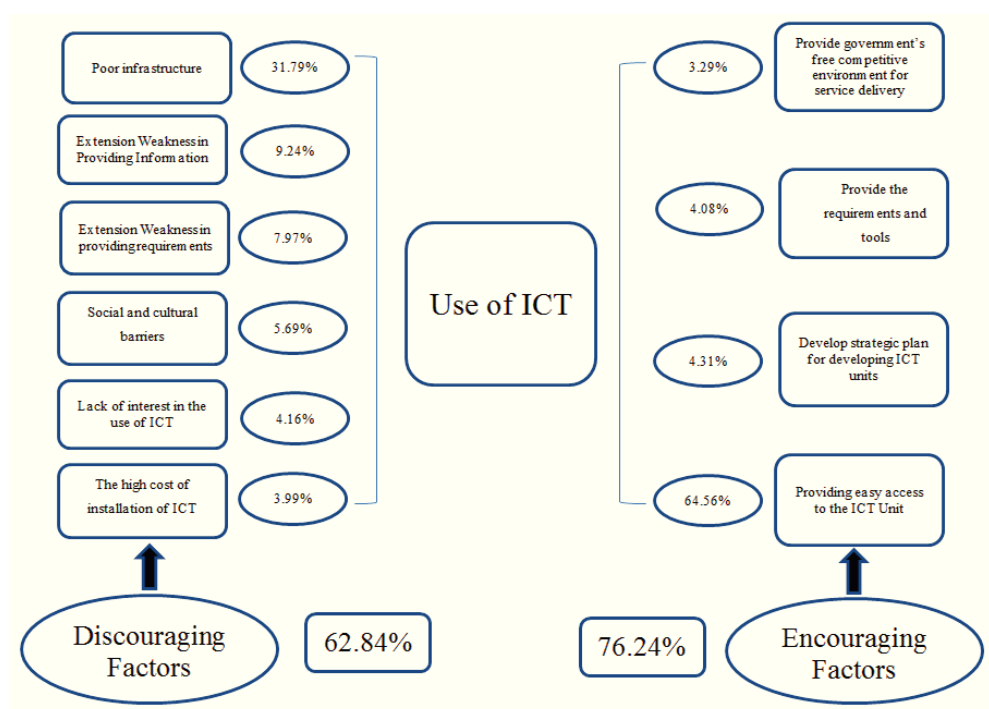 Poor infrastructure
31.79%
Extension Weakness in
Providing Information
9.24%
Extension Weakness in
providing requirements
7.97%
Social and cultural
barriers
5.69%
Lack of interest in the
use of ICT
4.16%
The high cost of
installation of ICT
3.99%
Discouraging
Factors
62.84%
Use of ICT
3.29%
Provide government's
free competitive
environment for
service delivery
4.08%
Provide the
requirements and
tools
4.31%
Develop strategic plan
for developing ICT
units
64.56%
Providing easy access
to the ICT Unit
76.24%
Encouraging
Factors